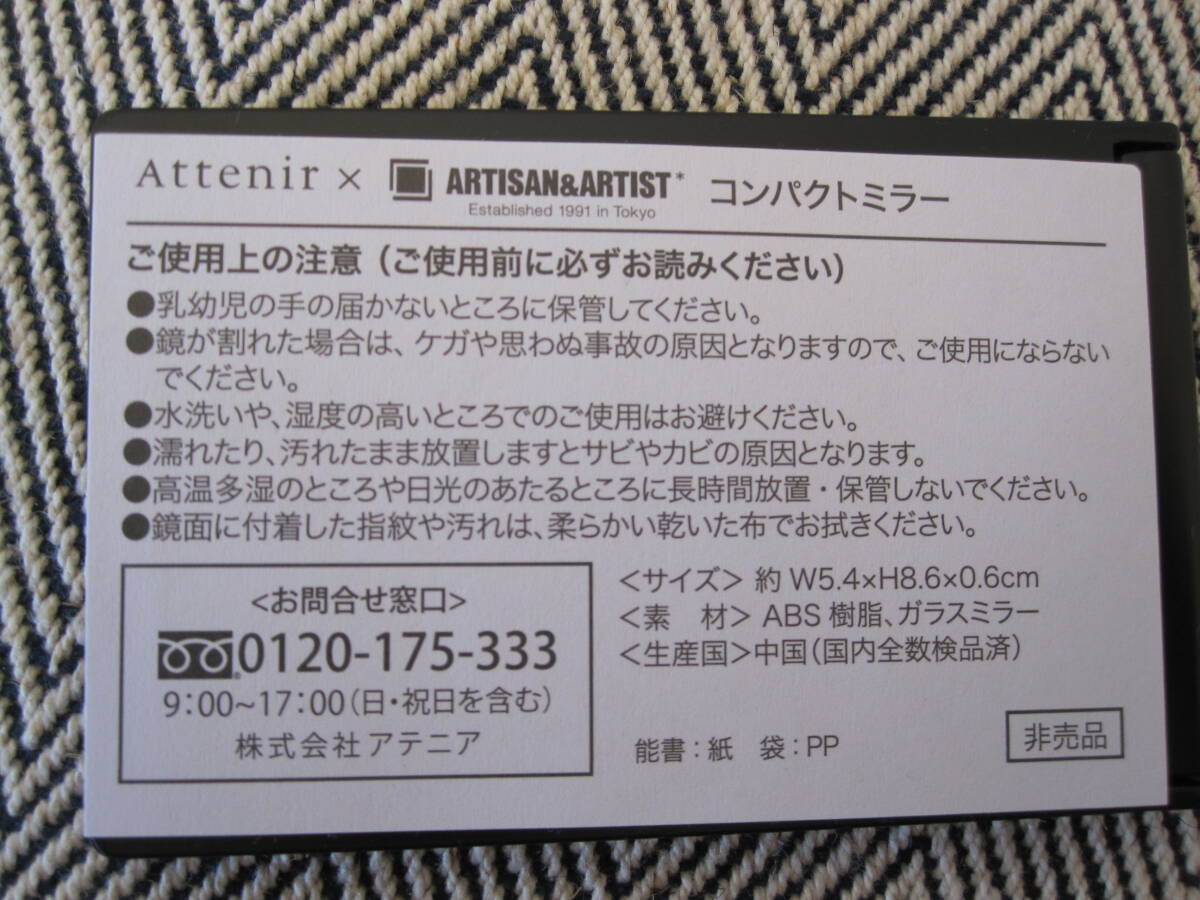 Attenir × ARTISAN&ARTIST* コンパクトミラー
Established 1991 in Tokyo
ご使用上の注意（ご使用前に必ずお読みください）
●乳幼児の手の届かないところに保管してください。
●鏡が割れた場合は、ケガや思わぬ事故の原因となりますので、ご使用にならない
でください。
●水洗いや、湿度の高いところでのご使用はお避けください。
●濡れたり、汚れたまま放置しますとサビやカビの原因となります。
●高温多湿のところや日光のあたるところに長時間放置・保管しないでください。
●鏡面に付着した指紋や汚れは、柔らかい乾いた布でお拭きください。
<お問合せ窓口>
0120-175-333
9:00~17:00（日・祝日を含む）
株式会社アテニア
<サイズ> 約 W5.4×H8.6×0.6cm
<素　材> ABS 樹脂、ガラスミラー
<生産国>中国（国内全数検品済）
能書：紙　袋：PP
非売品